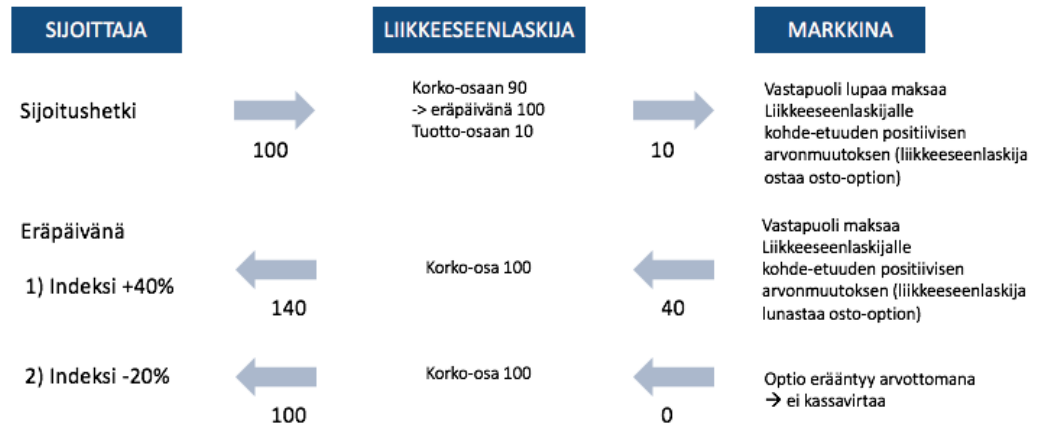 SIJOITTAJA
LIIKKEESEENLASKIJA
MARKKINA
Sijoitushetki
100
Korko-osaan 90
-> eräpäivänä 100
Tuotto-osaan 10
10
Vastapuoli lupaa maksaa
Liikkeeseenlaskijalle
kohde-etuuden positiivisen
arvonmuutoksen (liikkeeseenlaskija
ostaa osto-option)
Eräpäivänä
1) Indeksi +40%
140
Korko-osa 100
40
Vastapuoli maksaa
Liikkeeseenlaskijalle
kohde-etuuden positiivisen
arvonmuutoksen (liikkeeseenlaskija
lunastaa osto-option)
2) Indeksi -20%
100
Korko-osa 100
0
Optio erääntyy arvottomana
→ ei kassavirtaa